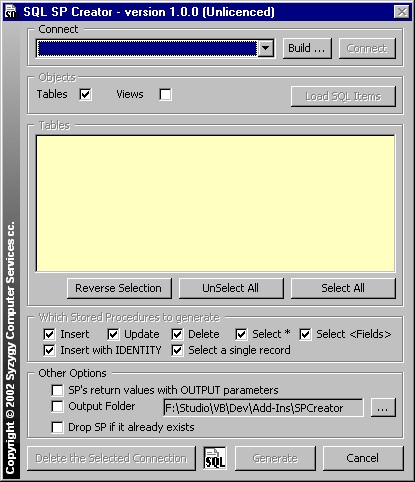 SQL SP Creator - version 1.0.0 (Unlicenced)
Connect
Build ... Connect
Objects
Tables Views Load SQL Items
Tables
Reverse Selection UnSelect All Select All
Which Stored Procedures to generate
Insert Update Delete Select * Select <Fields>
Insert with IDENTITY Select a single record
Other Options
SP's return values with OUTPUT parameters
Output Folder F:\Studio\VB\Dev\Add-Ins\SPCreator ...
Drop SP if it already exists
Delete the Selected Connection SQL Generate Cancel
Copyright © 2002 Syzygy Computer Services cc.